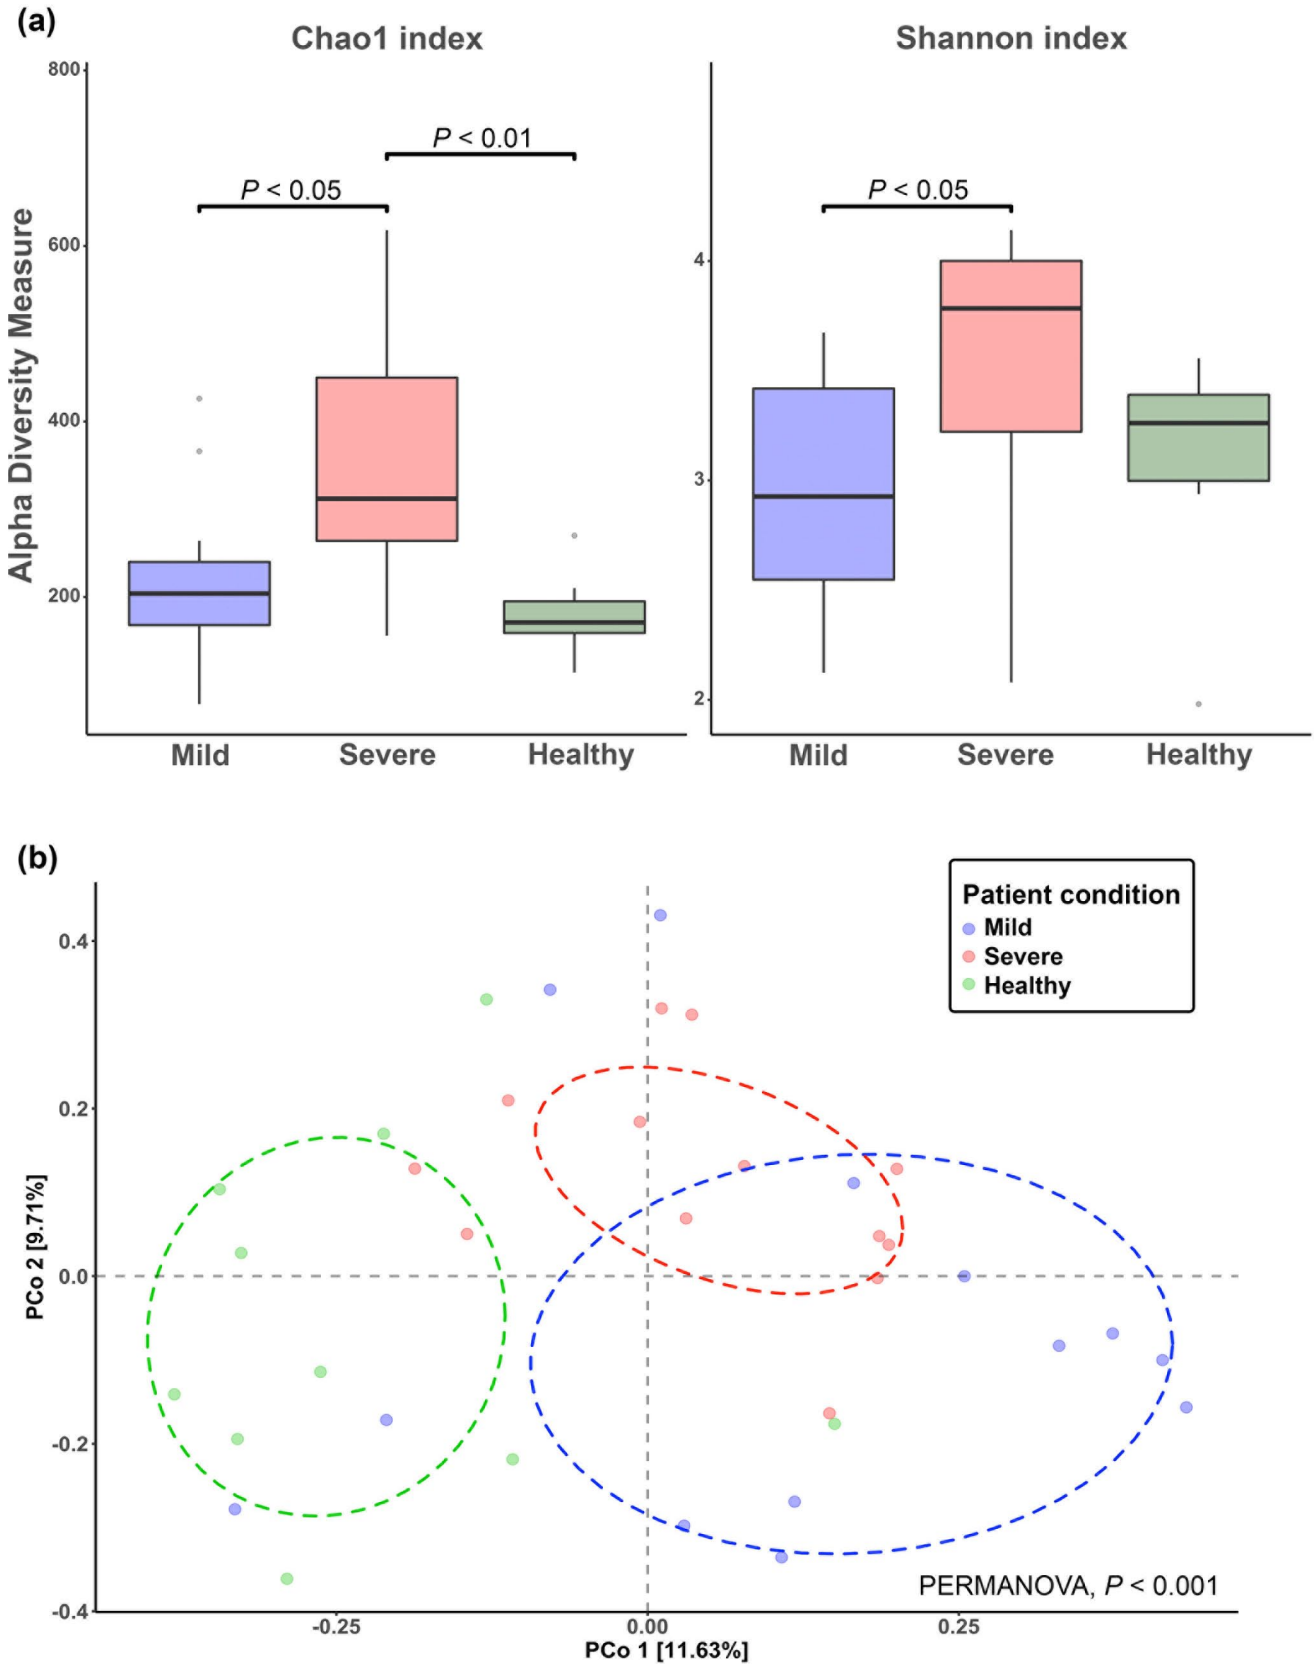 (a)
Chao1 index
Shannon index
Alpha Diversity Measure
800
600
400
200
P < 0.05
P < 0.01
Mild
Severe
Healthy
4
3
2
P < 0.05
Mild
Severe
Healthy
(b)
Patient condition
Mild
Severe
Healthy
PCo 2 [9.71%]
0.4
0.2
0.0
-0.2
-0.4
PERMANOVA, P < 0.001
-0.25
0.00
0.25
PCo 1 [11.63%]